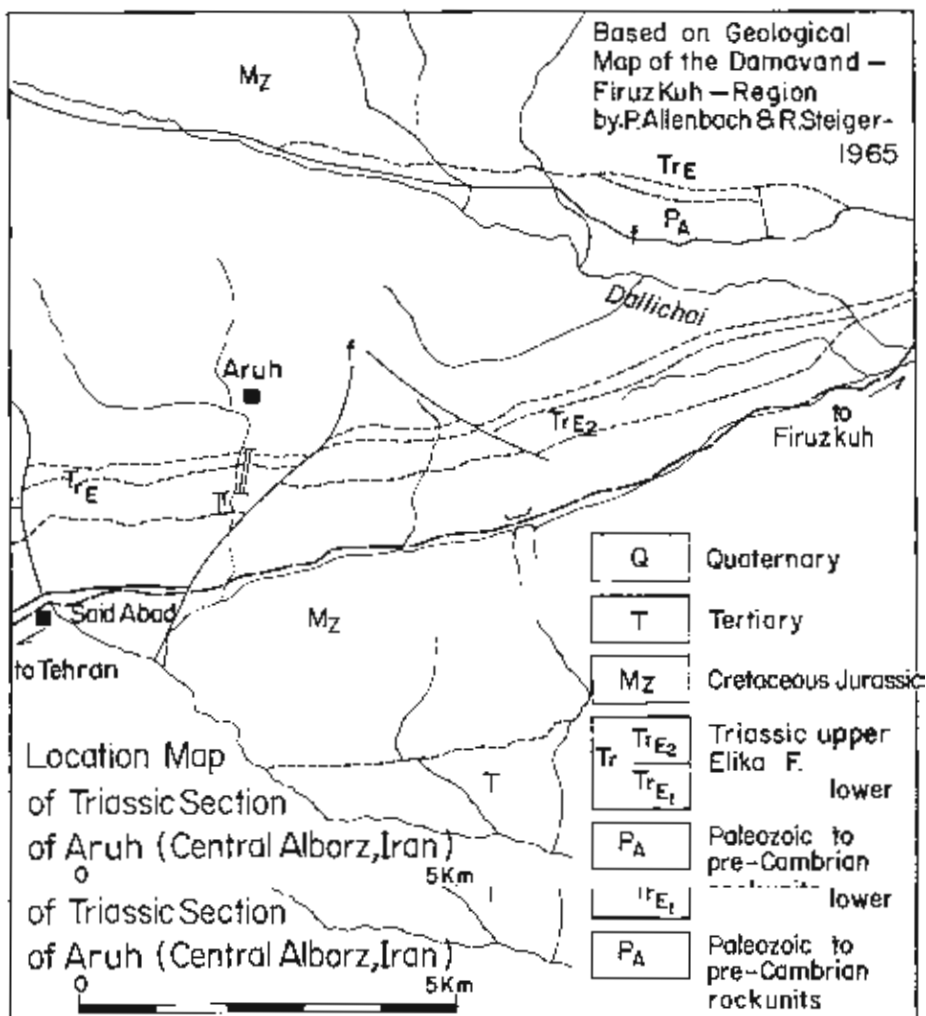 Based on Geological
Map of the Damavand —
Firuz Kuh — Region
by.P.Allenbach & R.Steiger-
1965
Mz
TrE
PA
f
Dallichai
f
Aruh
TrE2
to
Firuzkuh
TrE
Said Abad
to Tehran
Mz
T
Q Quaternary
T Tertiary
Mz Cretaceous Jurassic
Tr TrE2 Triassic upper
Elika F.
TrE1 lower
PA Paleozoic to
pre-Cambrian
Location Map
of Triassic Section
of Aruh (Central Alborz,Iran)
0 5Km
TrE1 lower
of Triassic Section
of Aruh (Central Alborz,Iran)
0 5Km
PA Paleozoic to
pre-Cambrian
rockunits